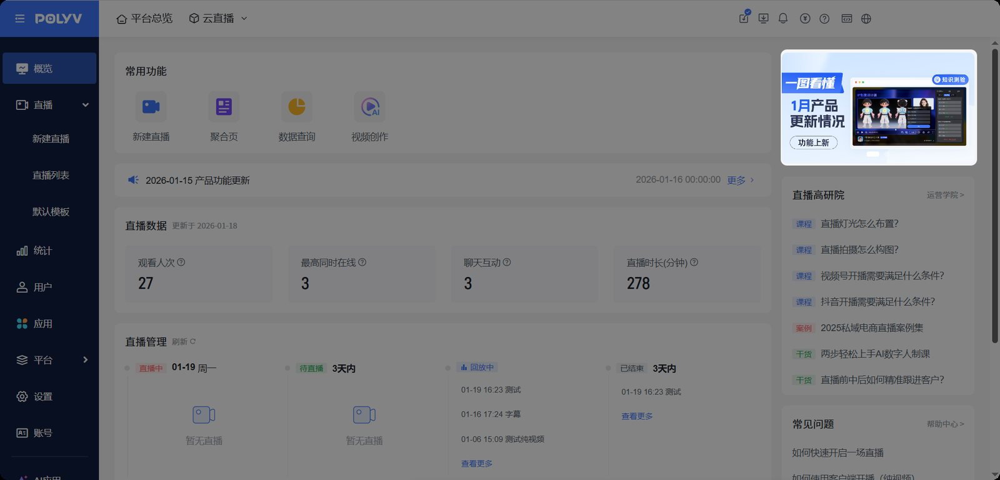 POLYV
平台总览
云直播
概览
直播
新建直播
直播列表
默认模板
统计
用户
应用
平台
设置
账号
常用功能
新建直播
聚合页
数据查询
视频创作
2026-01-15 产品功能更新
2026-01-16 00:00:00 更多
直播数据 更新于 2026-01-18
观看人次
27
最高同时在线
3
聊天互动
3
直播时长(分钟)
278
直播管理 刷新
直播中 01-19 周一
暂无直播
待直播 3天内
暂无直播
回放中
01-19 16:23 测试
01-16 17:24 字幕
01-06 15:09 测试纯视频
查看更多
已结束 3天内
01-19 16:23 测试
查看更多
一图看懂
1月产品
更新情况
功能上新
知识测验
直播高研院 运营学院 >
课程 直播灯光怎么布置?
课程 直播拍摄怎么构图?
课程 视频号开播需要满足什么条件?
课程 抖音开播需要满足什么条件?
案例 2025私域电商直播案例集
干货 两步轻松上手AI数字人制课
干货 直播前中后如何精准跟进客户?
常见问题 帮助中心 >
如何快速开启一场直播
如何使用客户端开播（纯视频）